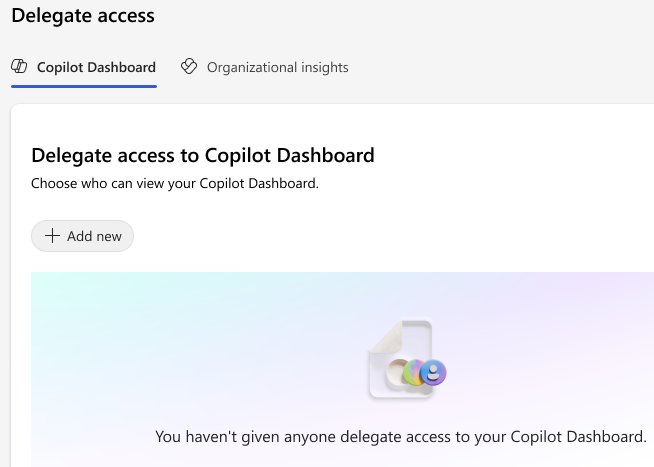 Delegate access
Copilot Dashboard
Organizational insights
Delegate access to Copilot Dashboard
Choose who can view your Copilot Dashboard.
Add new
You haven't given anyone delegate access to your Copilot Dashboard.